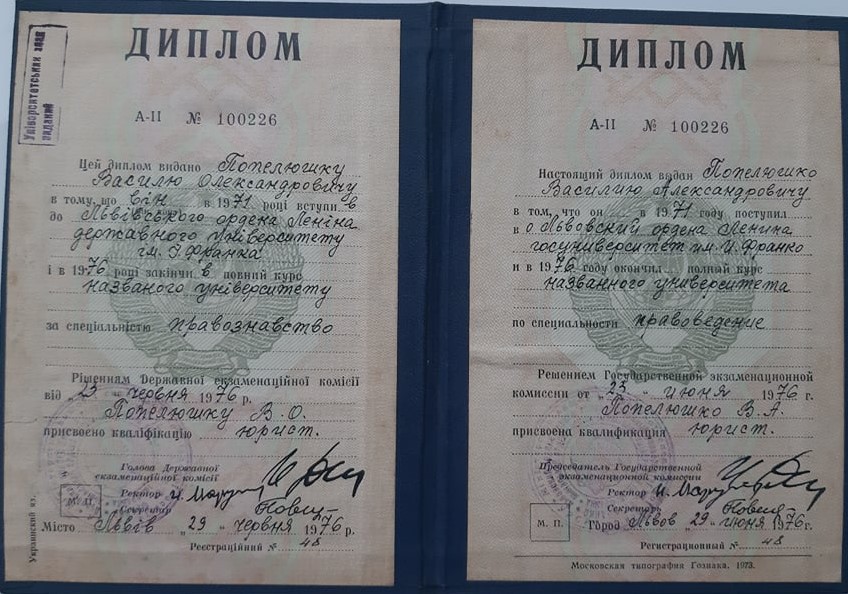 ДИПЛОМ
А-II № 100226
Цей диплом видано Попелюшку
Василю Олександровичу
в тому, що він в 1971 році вступив в
до Львівського ордена Леніна
державного університету
ім. І. Франка
і в 1976 році закінчив повний курс
названого університету
за спеціальністю правознавство
Рішенням Державної екзаменаційної комісії
від „23" червня 1976 р.
Попелюшку В. О.
присвоєно кваліфікацію юрист.
Голова Державної
екзаменаційної комісії
Ректор
Секретар
М. П.
Місто Львів „29" червня 1976 р.
Реєстраційний № 48
Украинский яз.
ДИПЛОМ
А-II № 100226
Настоящий диплом выдан Попелюшко
Василию Александровичу
в том, что он в 1971 году поступил
в о Львовский ордена Ленина
госуниверситет им. И. Франко
и в 1976 году окончил полный курс
названного университета
по специальности правоведение
Решением Государственной экзаменационной
комиссии от „23" июня 1976 г.
Попелюшко В. А.
присвоена квалификация юрист.
Председатель Государственной
экзаменационной комиссии
Ректор
Секретарь
М. П.
Город Львов „29" июня 1976 г.
Регистрационный № 48
Московская типография Гознака. 1973.